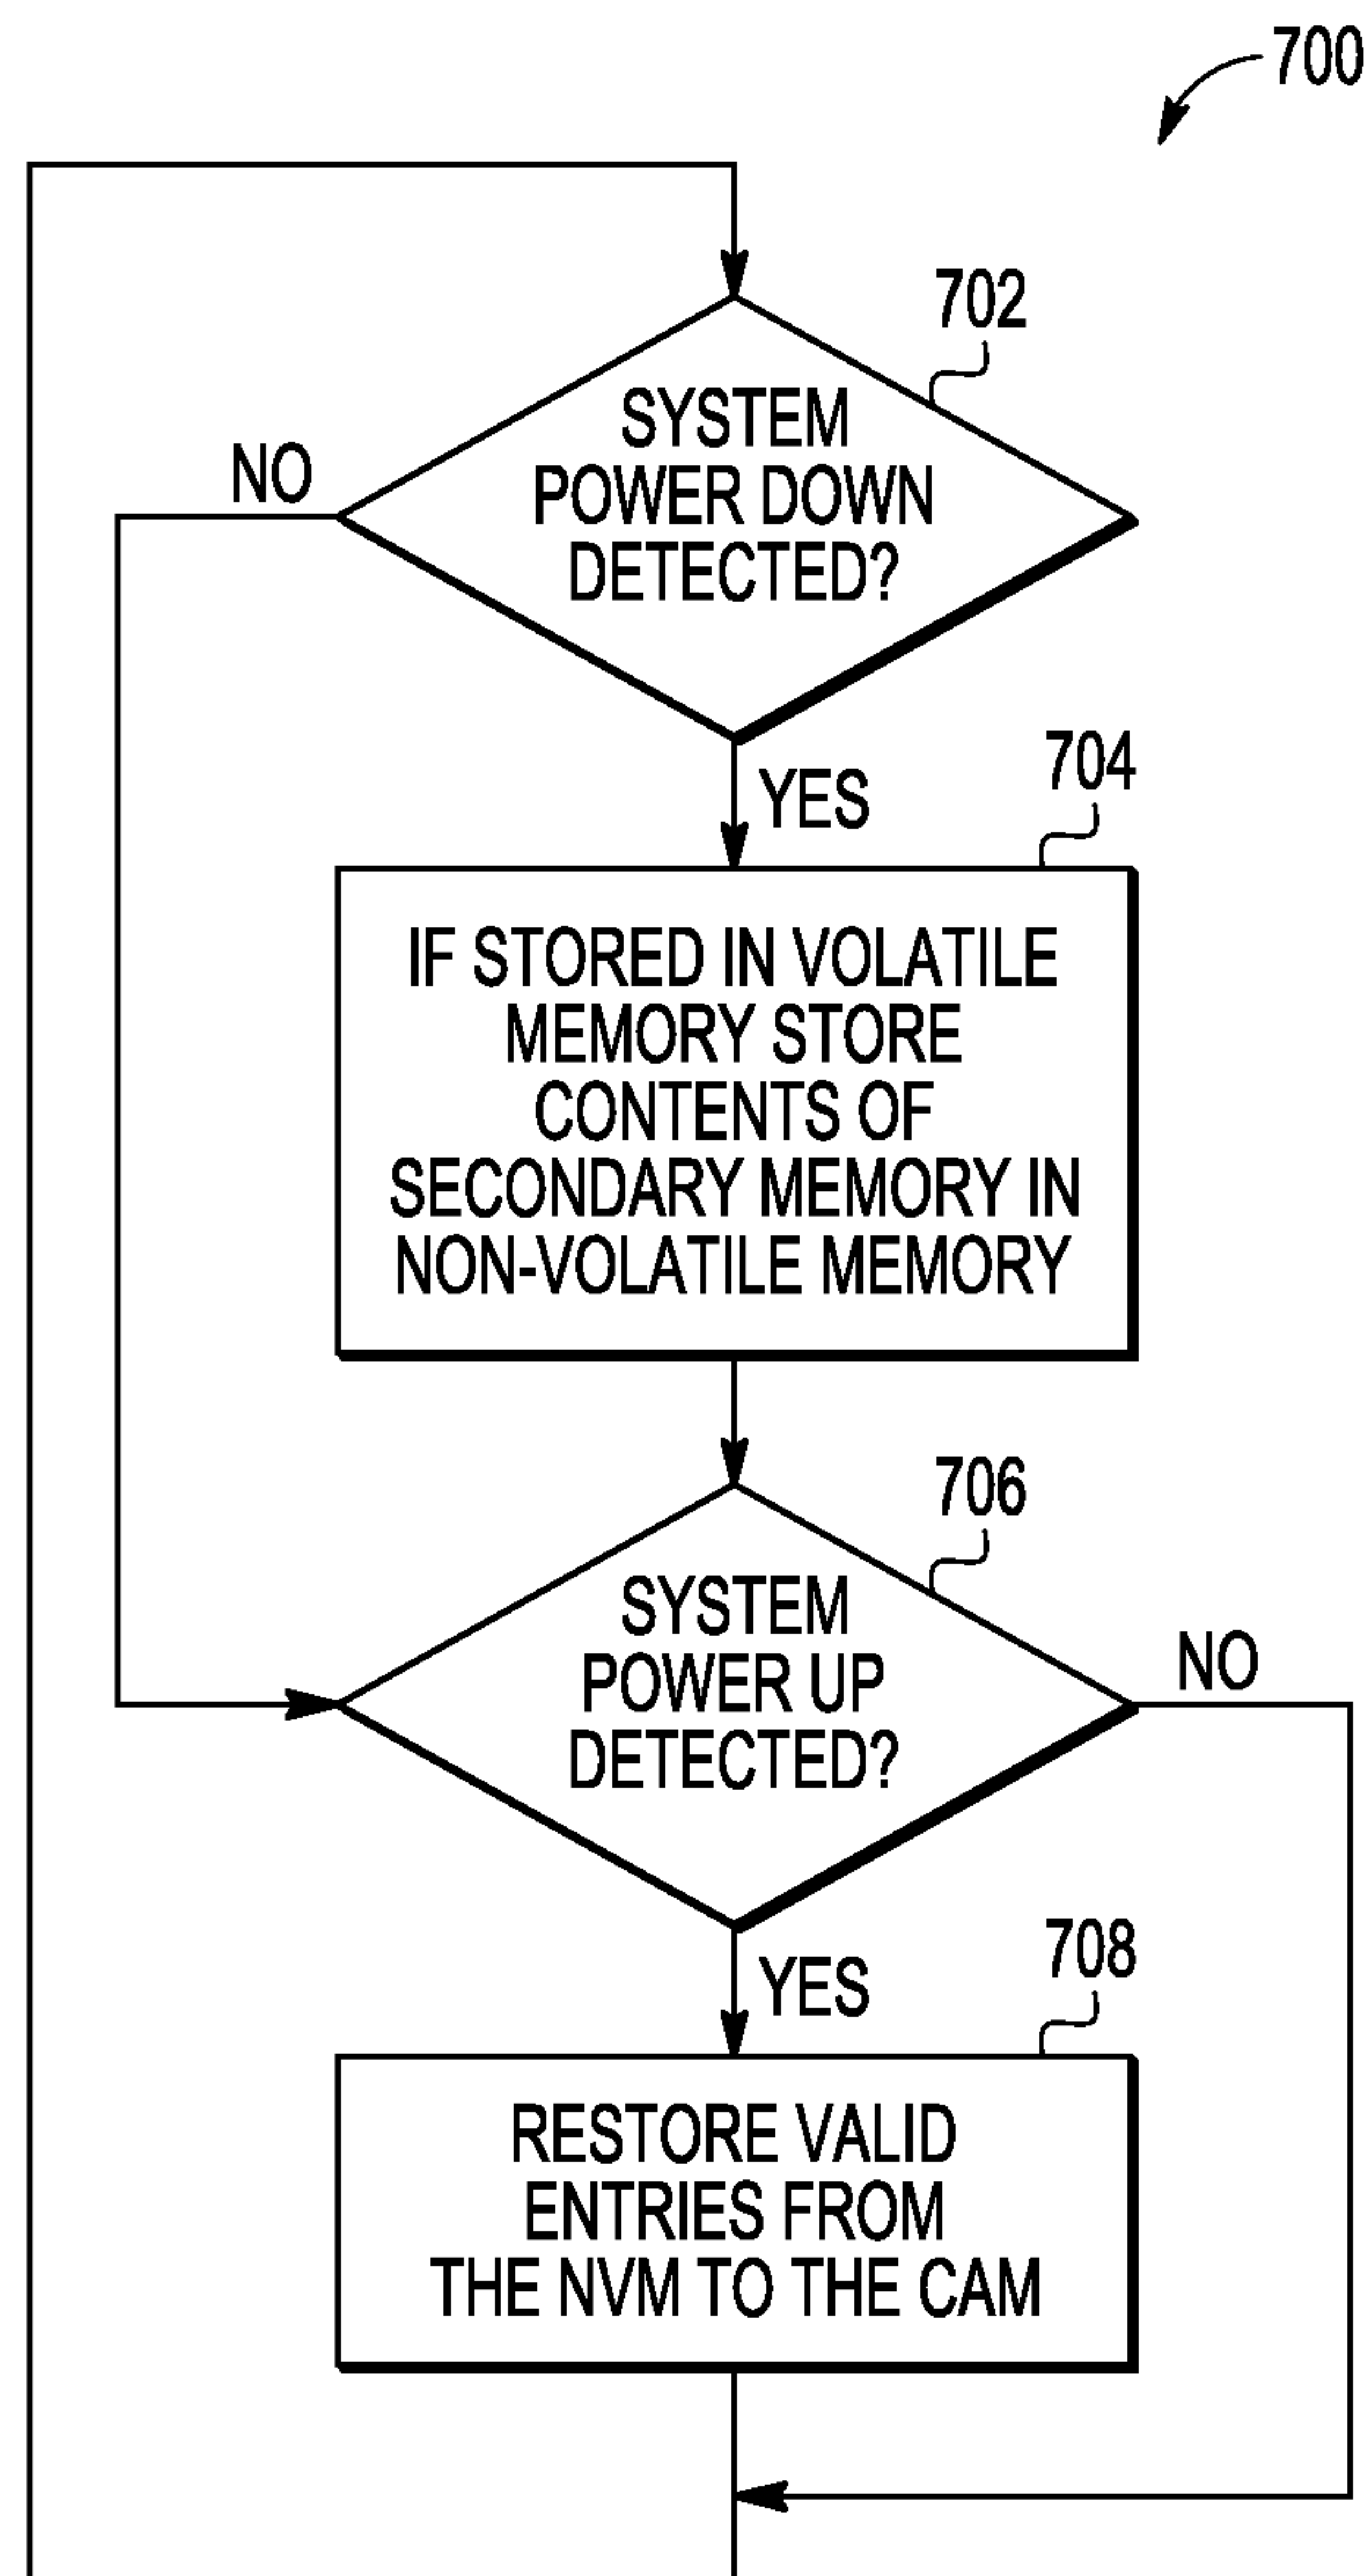 700
702
SYSTEM
POWER DOWN
DETECTED?
NO
YES
704
IF STORED IN VOLATILE
MEMORY STORE
CONTENTS OF
SECONDARY MEMORY IN
NON-VOLATILE MEMORY
706
SYSTEM
POWER UP
DETECTED?
NO
YES
708
RESTORE VALID
ENTRIES FROM
THE NVM TO THE CAM